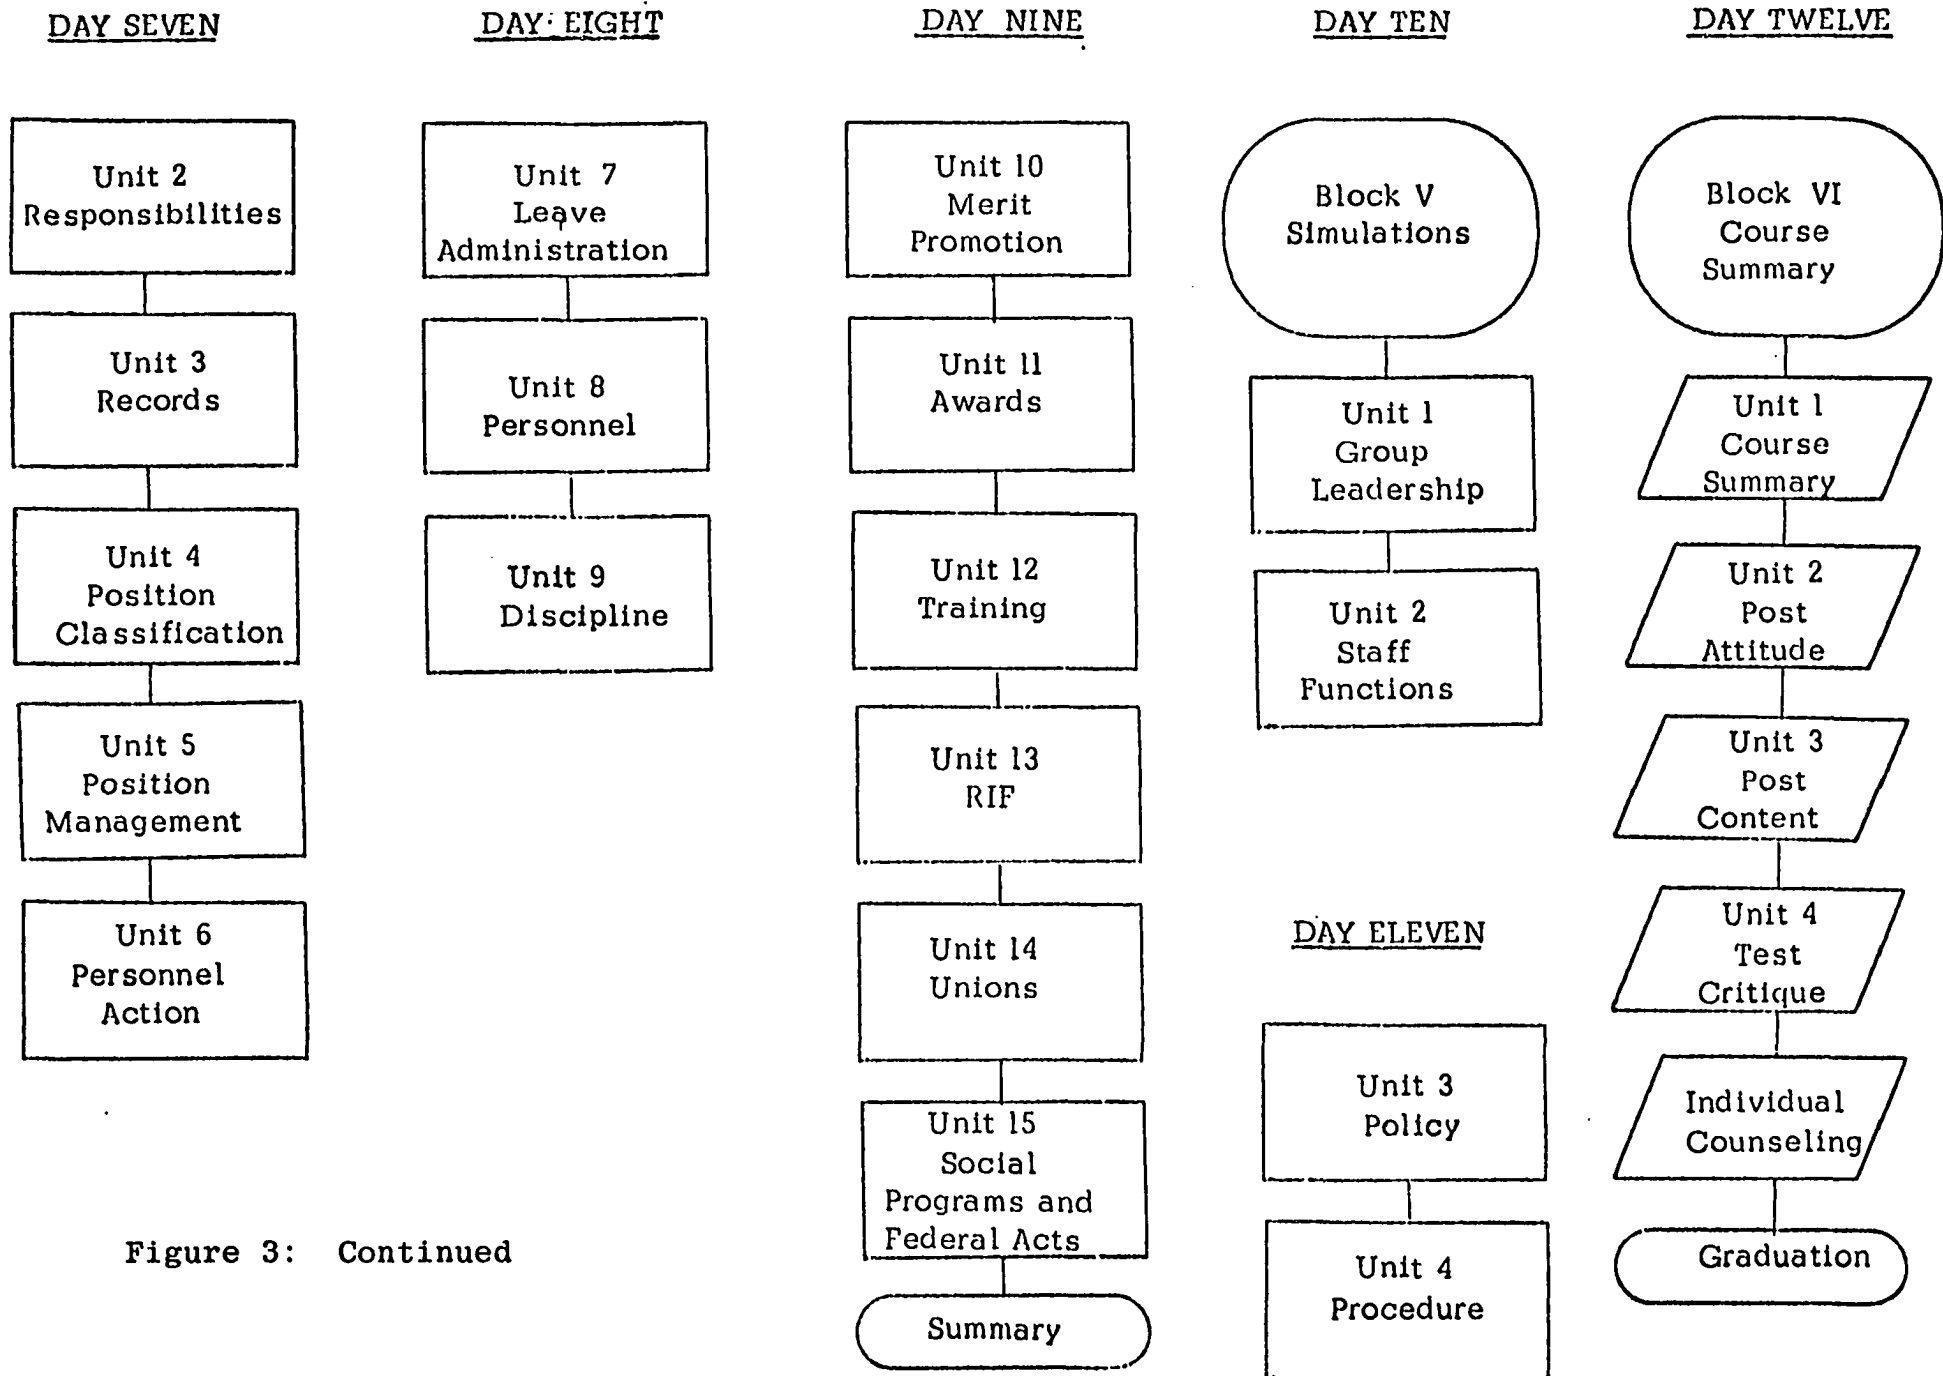 DAY SEVEN
Unit 2
Responsibilities
Unit 3
Records
Unit 4
Position
Classification
Unit 5
Position
Management
Unit 6
Personnel
Action
DAY EIGHT
Unit 7
Leave
Administration
Unit 8
Personnel
Unit 9
Discipline
DAY NINE
Unit 10
Merit
Promotion
Unit 11
Awards
Unit 12
Training
Unit 13
RIF
Unit 14
Unions
Unit 15
Social
Programs and
Federal Acts
Summary
DAY TEN
Block V
Simulations
Unit 1
Group
Leadership
Unit 2
Staff
Functions
DAY ELEVEN
Unit 3
Policy
Unit 4
Procedure
DAY TWELVE
Block VI
Course
Summary
Unit 1
Course
Summary
Unit 2
Post
Attitude
Unit 3
Post
Content
Unit 4
Test
Critique
Individual
Counseling
Graduation
Figure 3: Continued